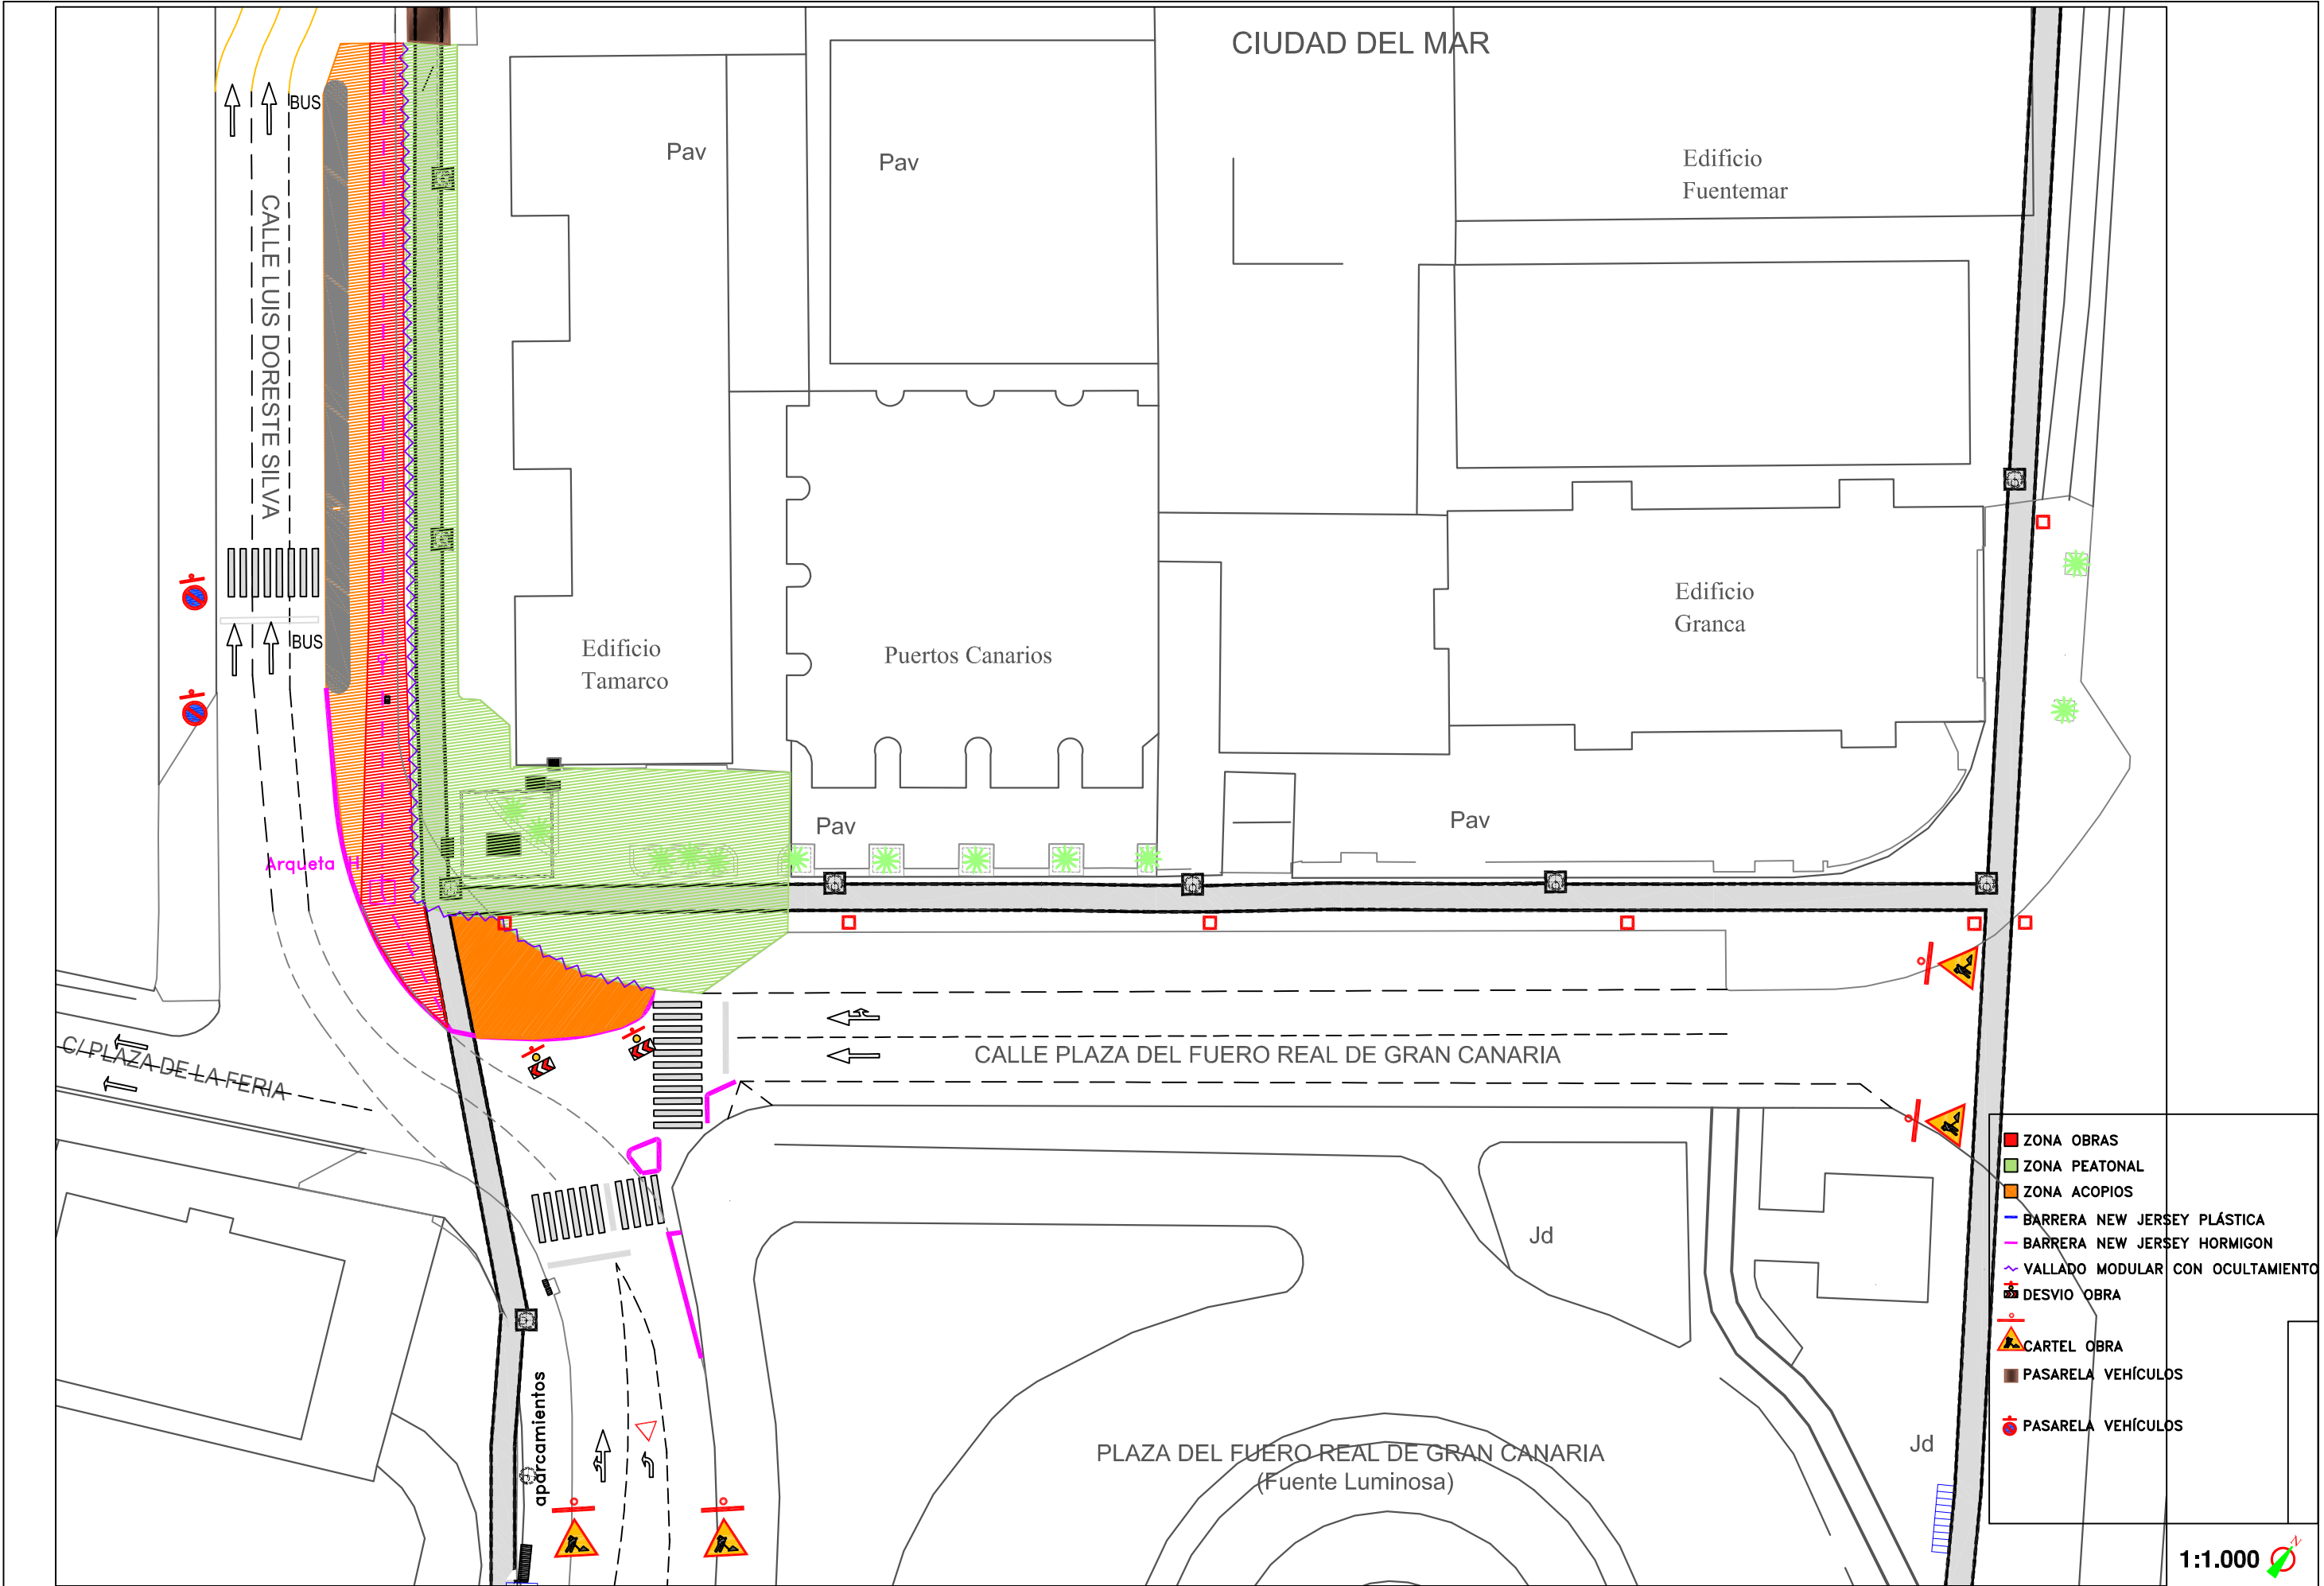 CIUDAD DEL MAR
BUS
Pav
Pav
Edificio
Fuentemar
CALLE LUIS DORESTE SILVA
BUS
Edificio
Tamarco
Puertos Canarios
Edificio
Granca
Pav
Pav
Arqueta H
C/ PLAZA DE LA FERIA
CALLE PLAZA DEL FUERO REAL DE GRAN CANARIA
ZONA OBRAS
ZONA PEATONAL
ZONA ACOPIOS
BARRERA NEW JERSEY PLÁSTICA
BARRERA NEW JERSEY HORMIGON
VALLADO MODULAR CON OCULTAMIENTO
DESVIO OBRA
CARTEL OBRA
PASARELA VEHÍCULOS
PASARELA VEHÍCULOS
Jd
aparcamientos
PLAZA DEL FUERO REAL DE GRAN CANARIA
(Fuente Luminosa)
Jd
1:1.000
N